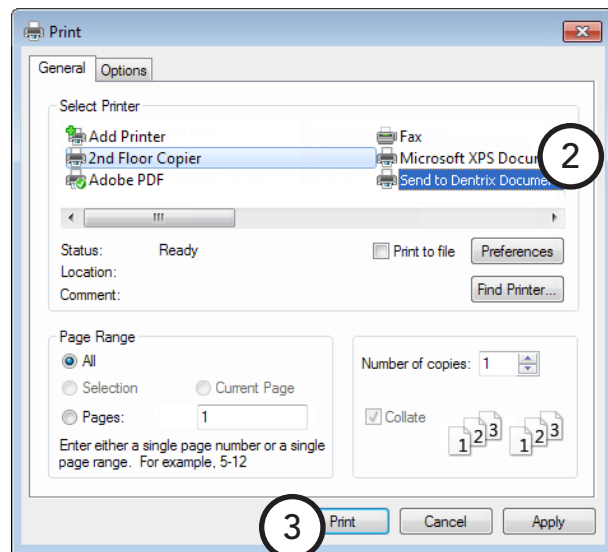 Print
General Options
Select Printer
Add Printer
Fax
2nd Floor Copier
Microsoft XPS Docu
2
Adobe PDF
Send to Dentrix Docume
Status: Ready
Print to file
Preferences
Location:
Comment:
Find Printer...
Page Range
All
Selection
Current Page
Pages: 1
Enter either a single page number or a single
page range. For example, 5-12
Number of copies: 1
Collate
1 2 3 1 2 3
3
Print
Cancel
Apply